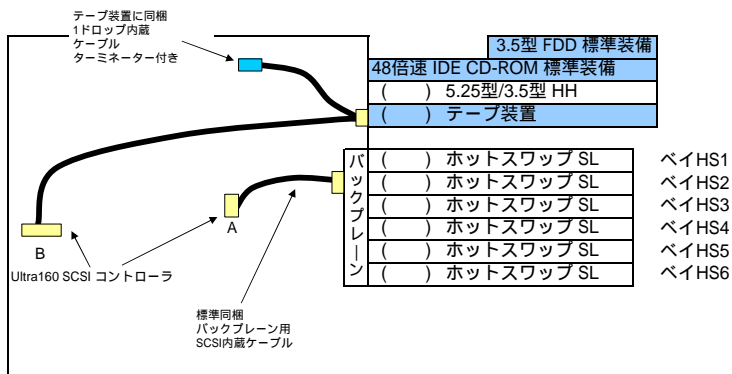 テープ装置に同梱
1ドロップ内蔵
ケーブル
ターミネーター付き
3.5型 FDD 標準装備
48倍速 IDE CD-ROM 標準装備
( ) 5.25型/3.5型 HH
( ) テープ装置
バックプレーン
( ) ホットスワップ SL ベイHS1
( ) ホットスワップ SL ベイHS2
( ) ホットスワップ SL ベイHS3
( ) ホットスワップ SL ベイHS4
( ) ホットスワップ SL ベイHS5
( ) ホットスワップ SL ベイHS6
A
B
Ultra160 SCSI コントローラ
標準同梱
バックプレーン用
SCSI内蔵ケーブル